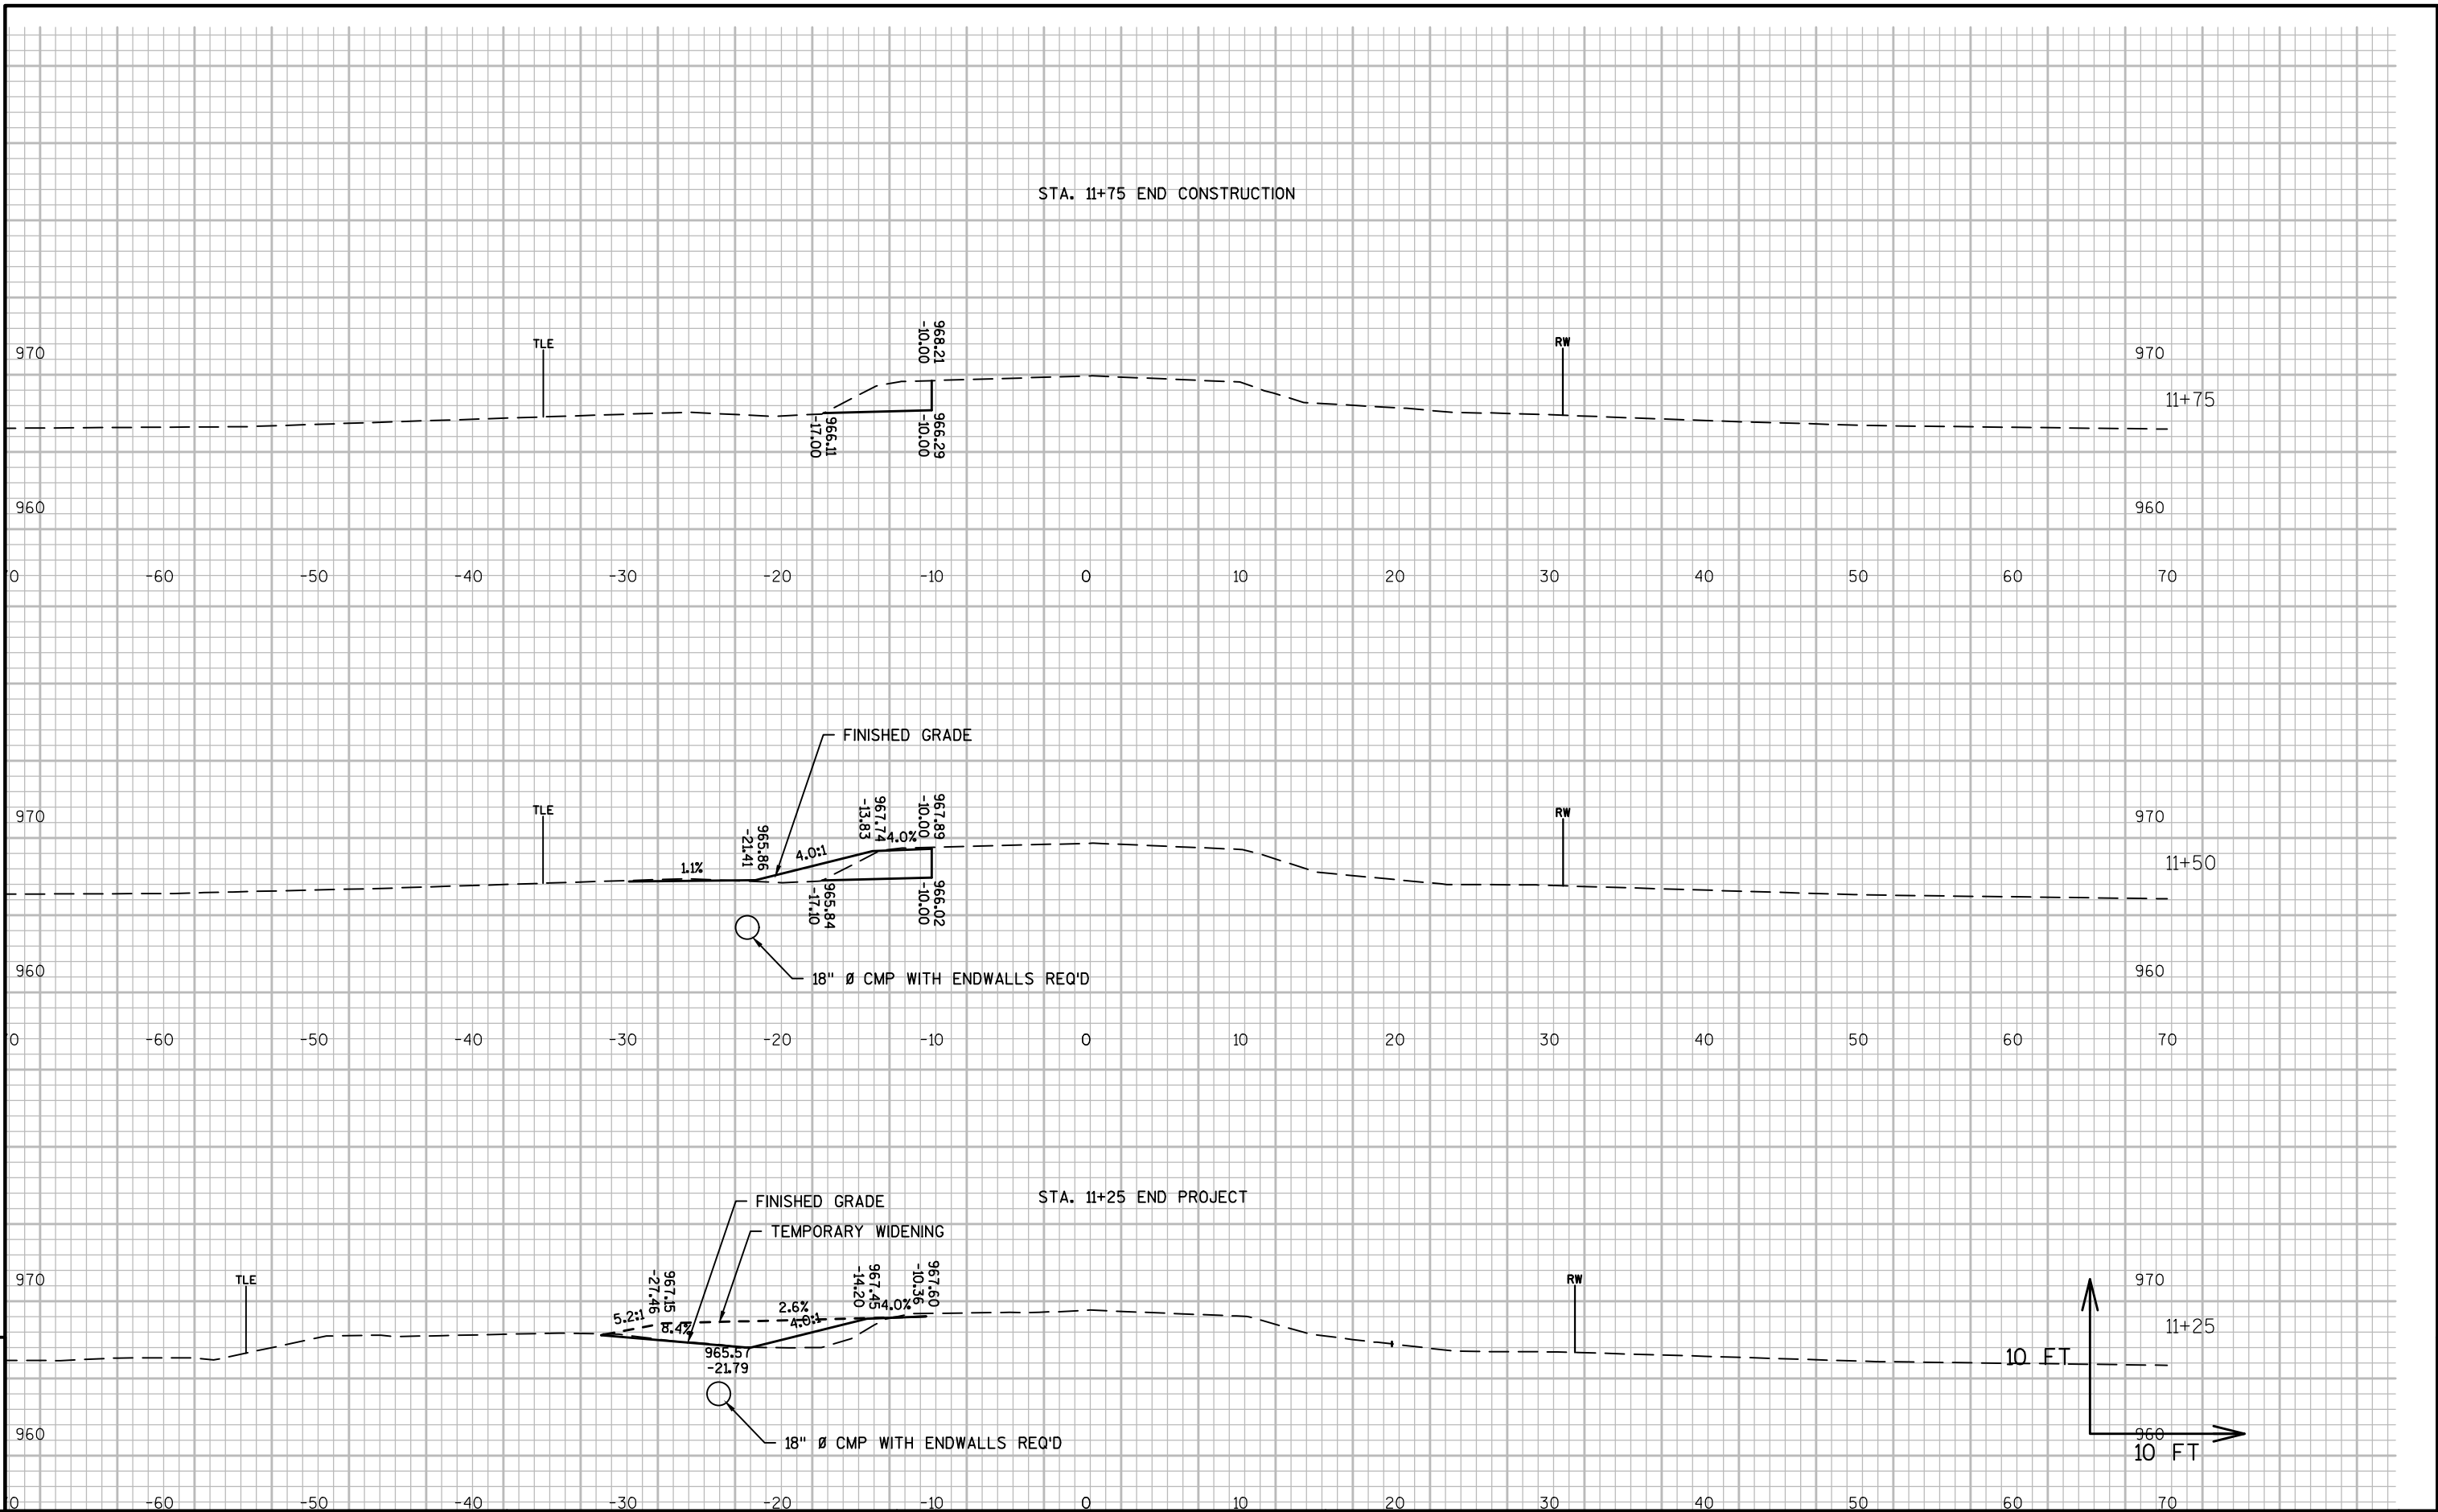 STA. 11+75 END CONSTRUCTION
968.21
-10.00
TLE
RW
970
970
11+75
966.11
-17.00
966.29
-10.00
960
960
-60 -50 -40 -30 -20 -10 0 10 20 30 40 50 60 70
FINISHED GRADE
967.89
-10.00
967.74
-13.83
TLE
RW
970
970
965.86
-21.41
4.0%
4.0:1
1.1%
11+50
965.84
-17.10
966.02
-10.00
960
960
18" Ø CMP WITH ENDWALLS REQ'D
-60 -50 -40 -30 -20 -10 0 10 20 30 40 50 60 70
FINISHED GRADE
STA. 11+25 END PROJECT
TEMPORARY WIDENING
967.60
-10.36
967.45
-14.20
967.15
-27.46
TLE
RW
970
970
4.0%
2.6%
5.2:1
4.0:1
8.4%
11+25
965.57
-21.79
10 FT
960
960
18" Ø CMP WITH ENDWALLS REQ'D
10 FT
-60 -50 -40 -30 -20 -10 0 10 20 30 40 50 60 70